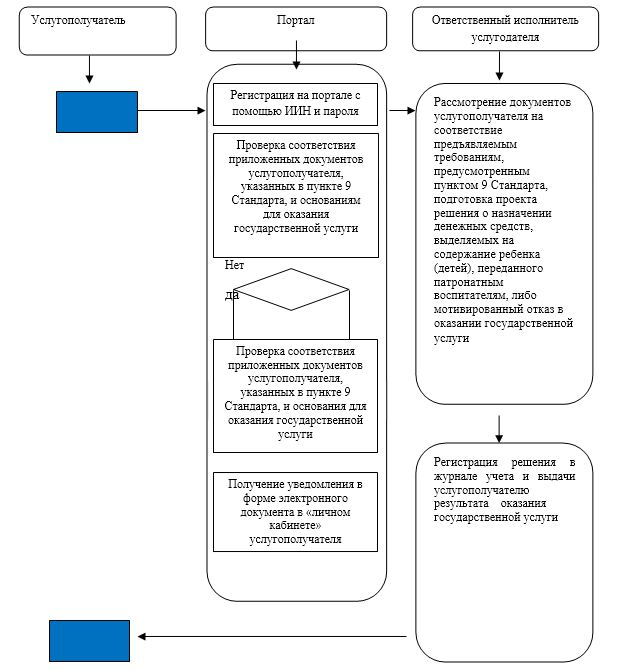 Услугополучатель
Портал
Ответственный исполнитель
услугодателя
Регистрация на портале с
помощью ИИН и пароля
Проверка соответствия
приложенных документов
услугополучателя,
указанных в пункте 9
Стандарта, и основаниям
для оказания
государственной услуги
Нет
да
Проверка соответствия
приложенных документов
услугополучателя,
указанных в пункте 9
Стандарта, и основания для
оказания государственной
услуги
Получение уведомления в
форме электронного
документа в «личном
кабинете»
услугополучателя
Рассмотрение документов
услугополучателя на
соответствие
предъявляемым
требованиям,
предусмотренным
пунктом 9 Стандарта,
подготовка проекта
решения о назначении
денежных средств,
выделяемых на
содержание ребенка
(детей), переданного
патронатным
воспитателям, либо
мотивированный отказ в
оказании государственной
услуги
Регистрация решения в
журнале учета и выдачи
услугополучателю
результата оказания
государственной услуги